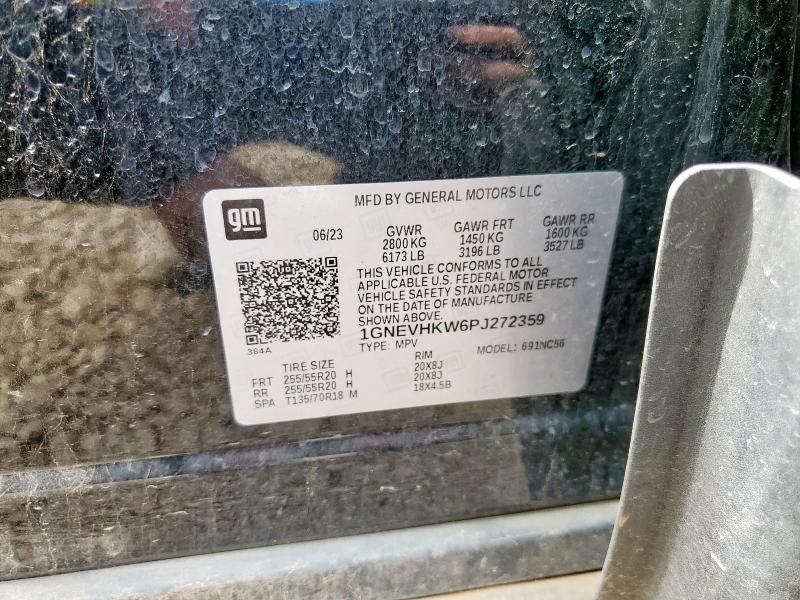 MFD BY GENERAL MOTORS LLC
gm
06/23
GVWR GAWR FRT GAWR RR
2800 KG 1450 KG 1600 KG
6173 LB 3196 LB 3527 LB
THIS VEHICLE CONFORMS TO ALL
APPLICABLE U.S. FEDERAL MOTOR
VEHICLE SAFETY STANDARDS IN EFFECT
ON THE DATE OF MANUFACTURE
SHOWN ABOVE.
1GNEVHKW6PJ272359
384A
TYPE: MPV MODEL: 691NC56
TIRE SIZE RIM
FRT 255/55R20 H 20X8J
RR 255/55R20 H 20X8J
SPA T135/70R18 M 18X4.5B